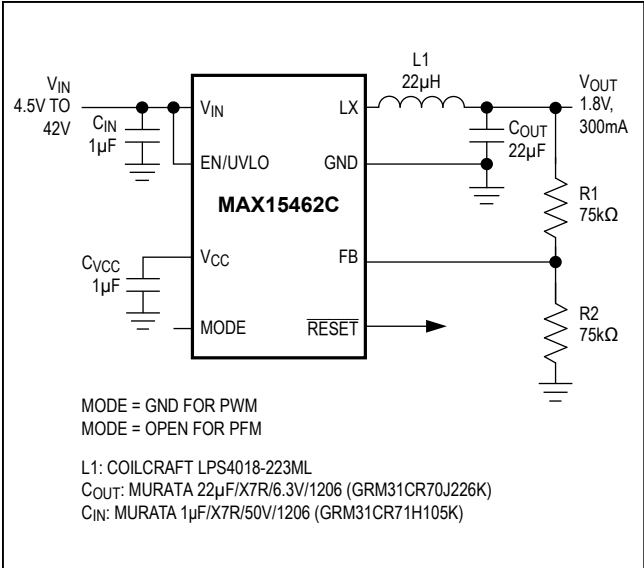 L1
22µH
VIN
4.5V TO
42V
CIN
1µF
VIN
LX
VOUT
1.8V,
300mA
COUT
22µF
EN/UVLO
GND
MAX15462C
R1
75kΩ
CVCC
1µF
VCC
FB
MODE
RESET
R2
75kΩ
MODE = GND FOR PWM
MODE = OPEN FOR PFM
L1: COILCRAFT LPS4018-223ML
COUT: MURATA 22µF/X7R/6.3V/1206 (GRM31CR70J226K)
CIN: MURATA 1µF/X7R/50V/1206 (GRM31CR71H105K)